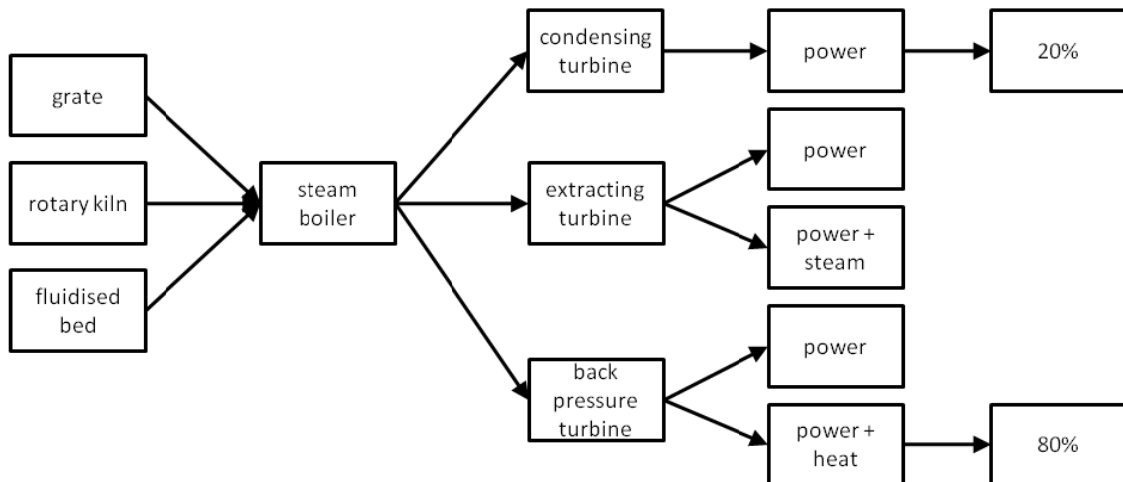 grate
rotary kiln
fluidised
bed
steam
boiler
condensing
turbine
extracting
turbine
back
pressure
turbine
power
power
power +
steam
power
power +
heat
20%
80%